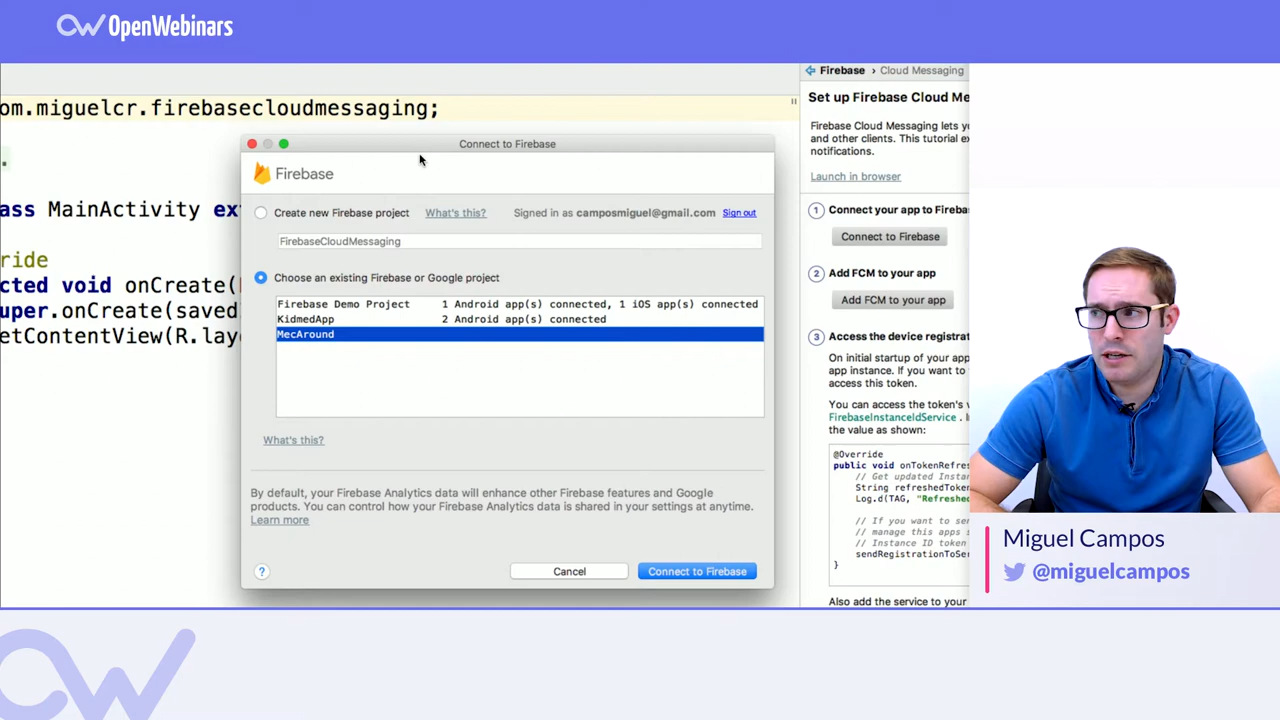 OpenWebinars
om.miguelcr.firebasecloudmessaging;
.
ass MainActivity ex
ride
cted void onCreate(
uper.onCreate(saved
etContentView(R.lay
Connect to Firebase
Firebase
Create new Firebase project What's this? Signed in as camposmiguel@gmail.com Sign out
FirebaseCloudMessaging
Choose an existing Firebase or Google project
Firebase Demo Project 1 Android app(s) connected, 1 iOS app(s) connected
KidmedApp 2 Android app(s) connected
MecAround
What's this?
By default, your Firebase Analytics data will enhance other Firebase features and Google
products. You can control how your Firebase Analytics data is shared in your settings at anytime.
Learn more
? Cancel Connect to Firebase
Firebase › Cloud Messaging
Set up Firebase Cloud Me
Firebase Cloud Messaging lets yo
and other clients. This tutorial ex
notifications.
Launch in browser
1 Connect your app to Fireba
Connect to Firebase
2 Add FCM to your app
Add FCM to your app
3 Access the device registrat
On initial startup of your app
app instance. If you want to
access this token.
You can access the token's v
FirebaseInstanceIdService . In
the value as shown:
@Override
public void onTokenRefres
// Get updated Instan
String refreshedToken
Log.d(TAG, "Refreshe
// If you want to sen
// manage this apps s
// Instance ID token
sendRegistrationToSer
}
Also add the service to your
Miguel Campos
@miguelcampos